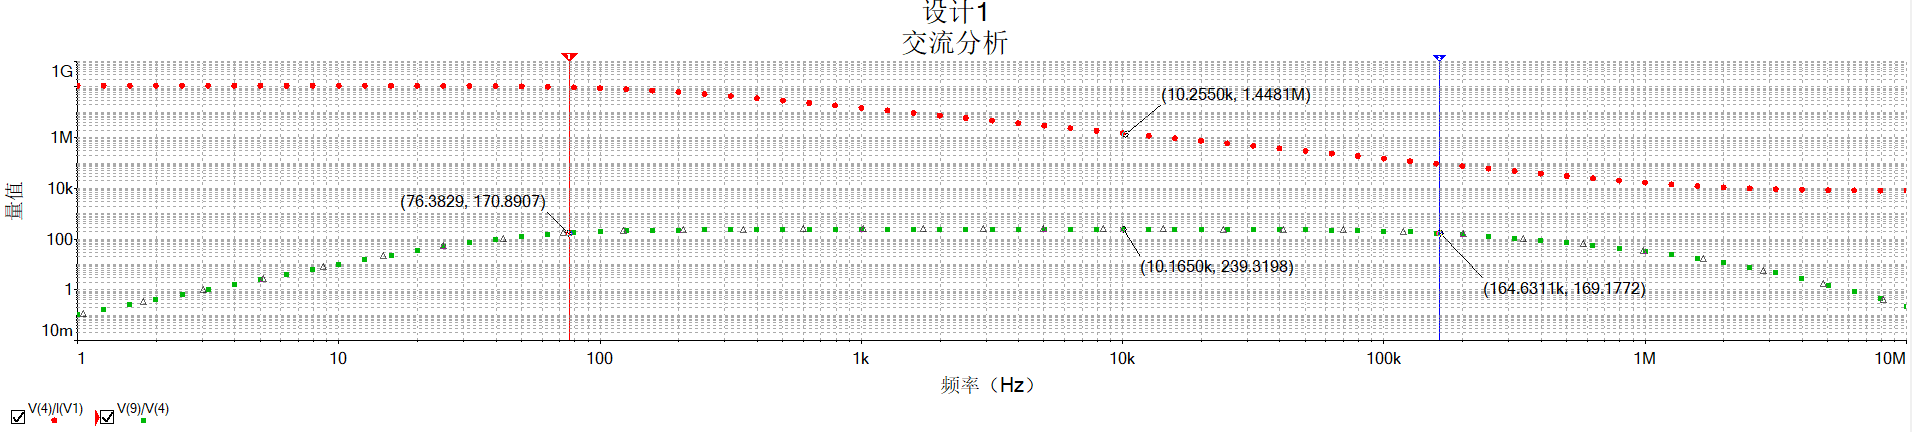 设计1
交流分析
1G
1M
10k
100
1
10m
量值
(10.2550k, 1.4481M)
(76.3829, 170.8907)
(10.1650k, 239.3198)
(164.6311k, 169.1772)
1 10 100 1k 10k 100k 1M 10M
频率（Hz）
V(4)/I(V1) V(9)/V(4)